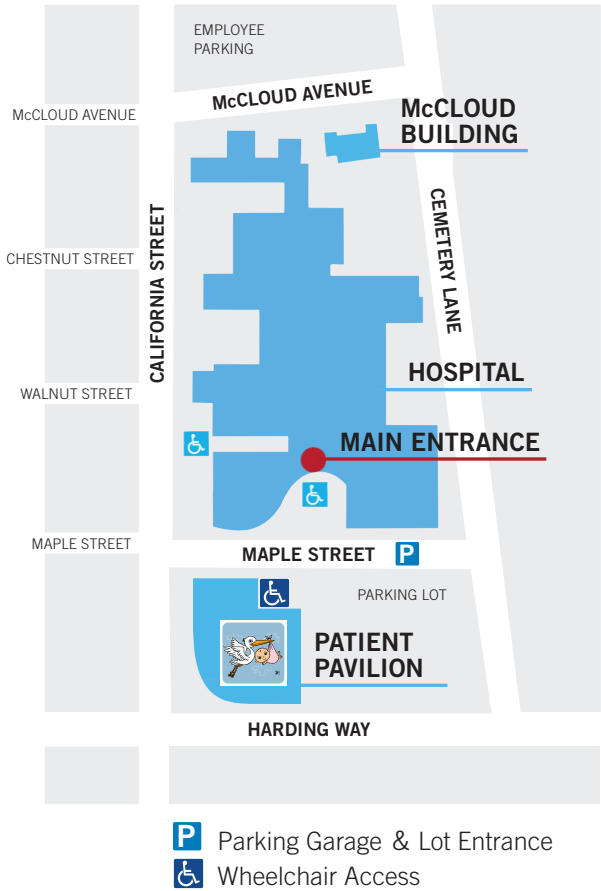 EMPLOYEE
PARKING
McCLOUD AVENUE
McCLOUD AVENUE
McCLOUD
BUILDING
CEMETERY LANE
CALIFORNIA STREET
CHESTNUT STREET
HOSPITAL
WALNUT STREET
MAIN ENTRANCE
MAPLE STREET
MAPLE STREET P
PARKING LOT
PATIENT
PAVILION
HARDING WAY
P Parking Garage & Lot Entrance
Wheelchair Access